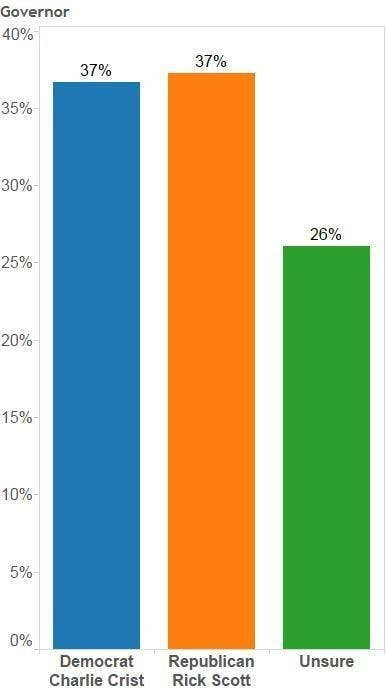 Governor
40%
35%
30%
25%
20%
15%
10%
5%
0%
37%
37%
26%
Democrat
Charlie Crist
Republican
Rick Scott
Unsure